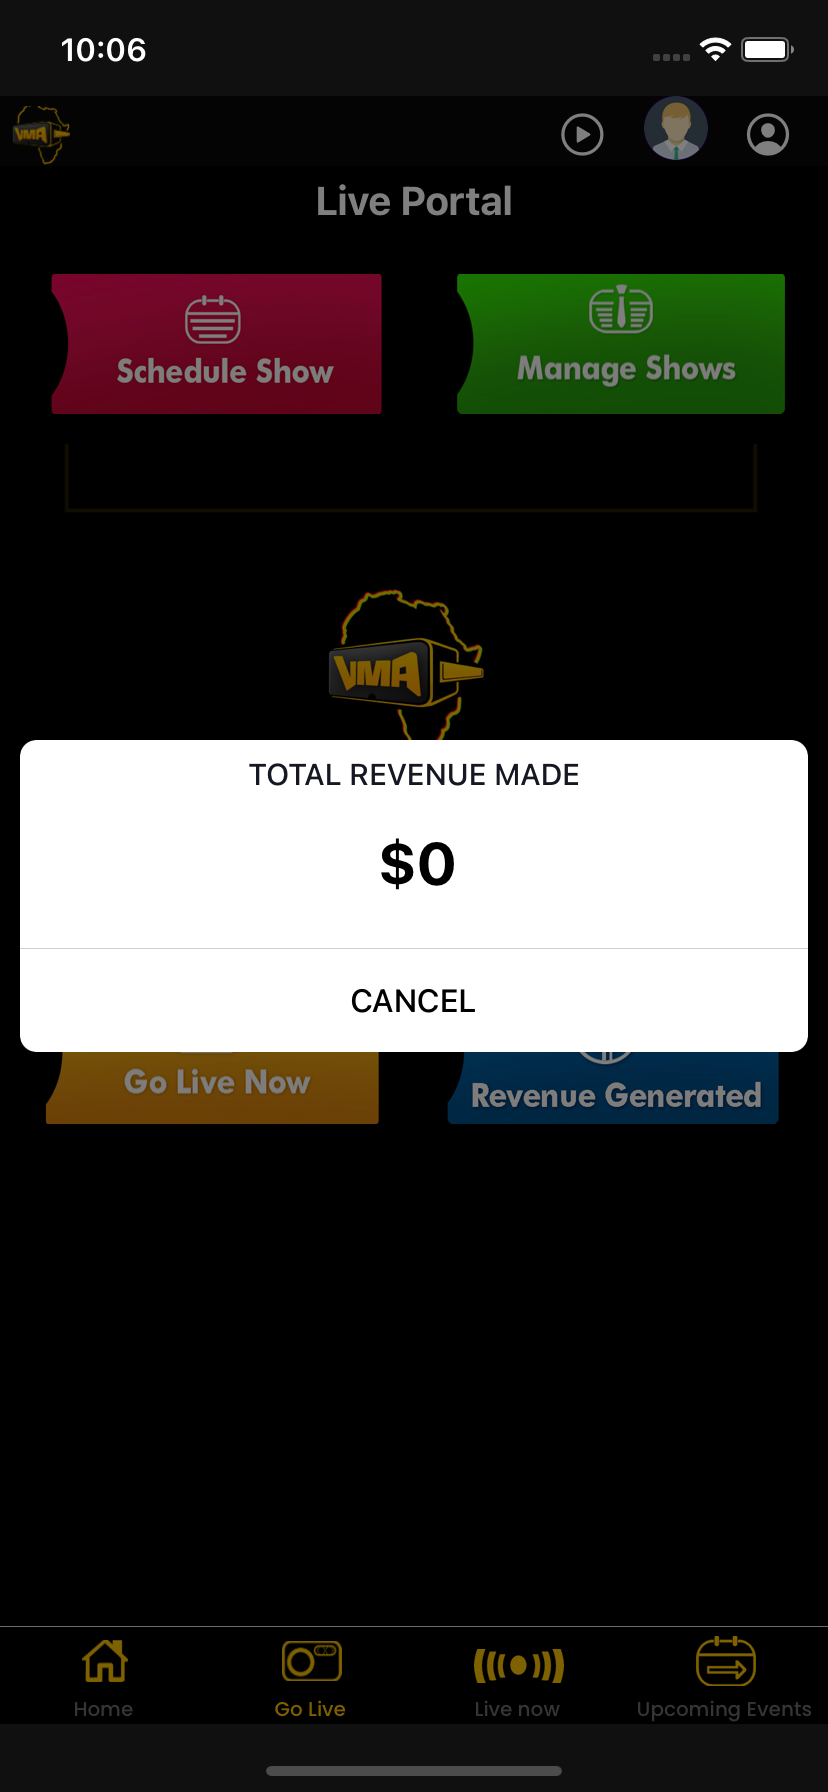 10:06
VMA
Live Portal
Schedule Show
Manage Shows
VMA
TOTAL REVENUE MADE
$0
CANCEL
Go Live Now
Revenue Generated
Home
Go Live
Live now
Upcoming Events